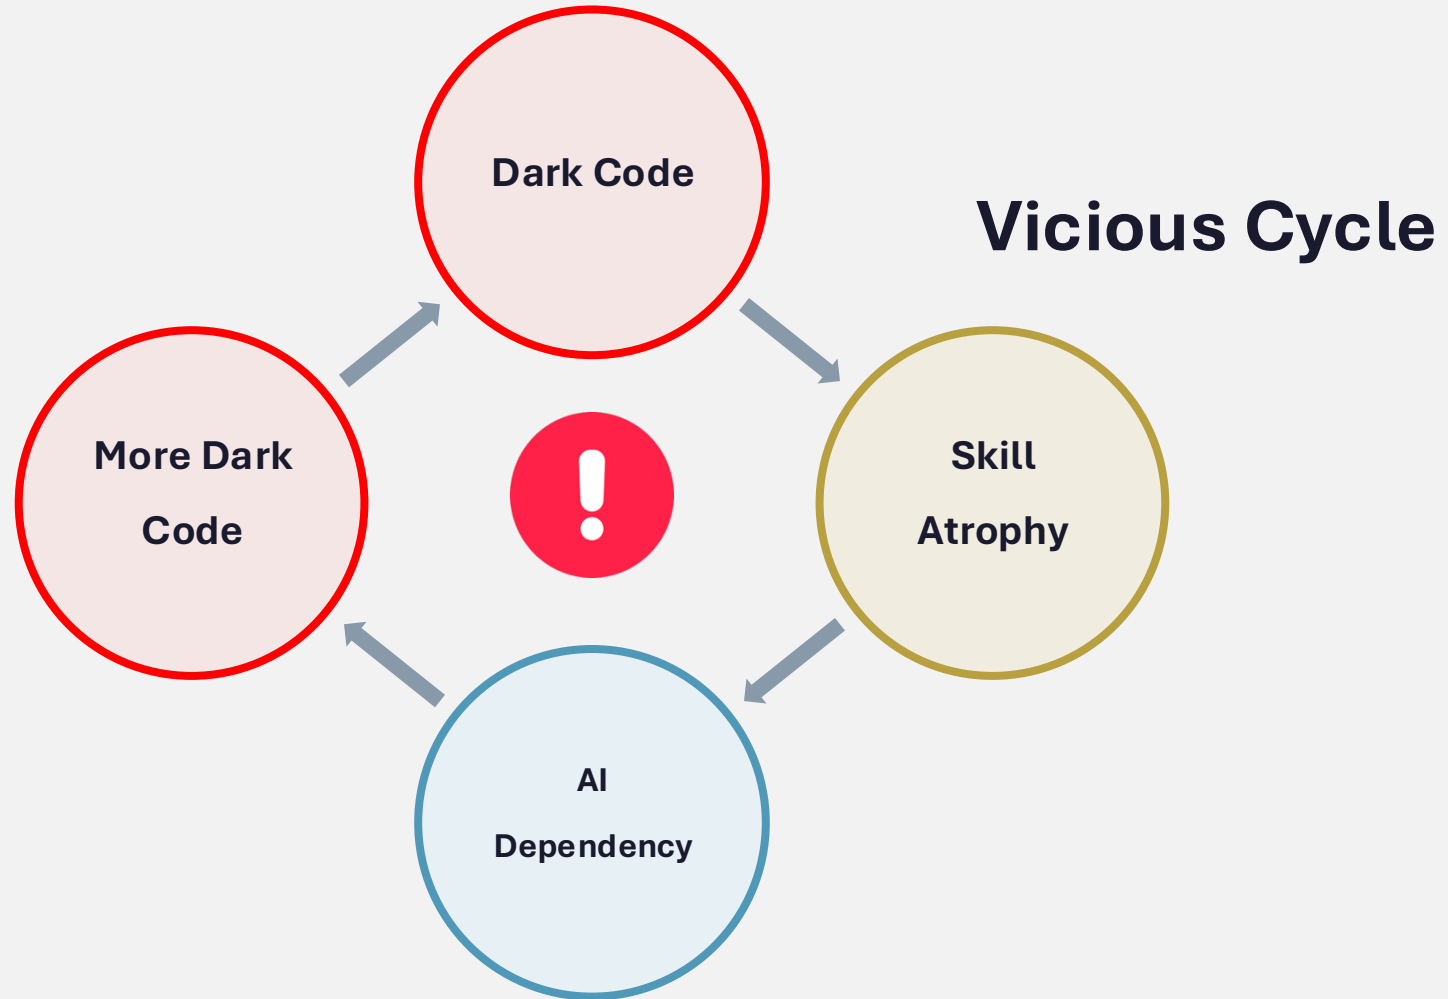 Dark Code
Vicious Cycle
More Dark
Code
Skill
Atrophy
AI
Dependency